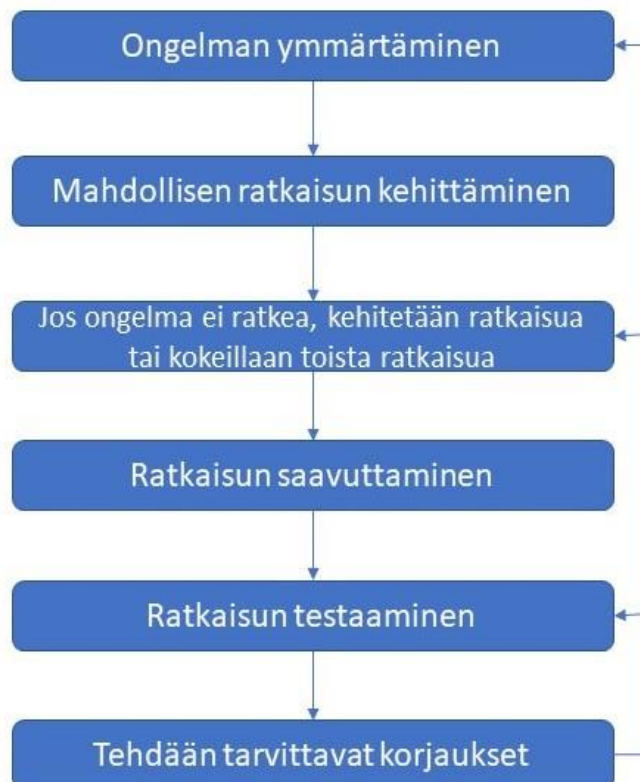 Ongelman ymmärtäminen
Mahdollisen ratkaisun kehittäminen
Jos ongelma ei ratkea, kehitetään ratkaisua
tai kokeillaan toista ratkaisua
Ratkaisun saavuttaminen
Ratkaisun testaaminen
Tehdään tarvittavat korjaukset